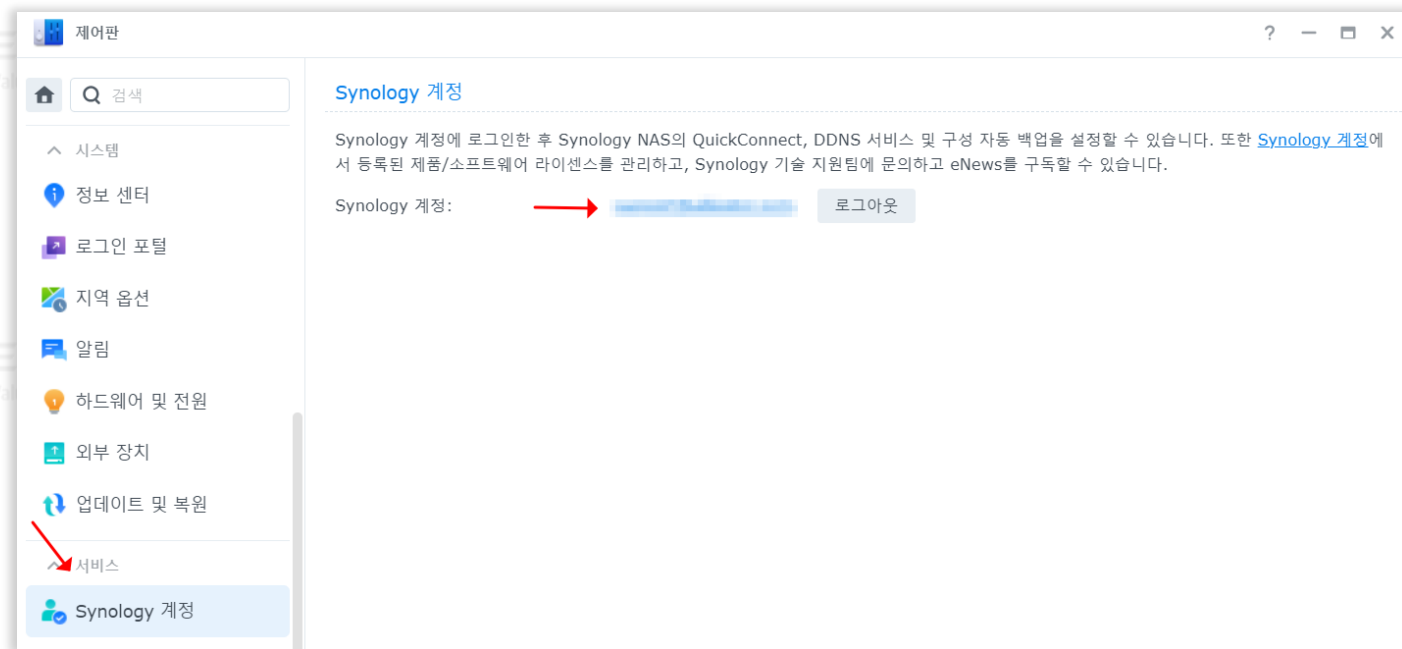 제어판
?
검색
시스템
정보 센터
로그인 포털
지역 옵션
알림
하드웨어 및 전원
외부 장치
업데이트 및 복원
서비스
Synology 계정
Synology 계정
Synology 계정에 로그인한 후 Synology NAS의 QuickConnect, DDNS 서비스 및 구성 자동 백업을 설정할 수 있습니다. 또한 Synology 계정에
서 등록된 제품/소프트웨어 라이센스를 관리하고, Synology 기술 지원팀에 문의하고 eNews를 구독할 수 있습니다.
Synology 계정:
로그아웃